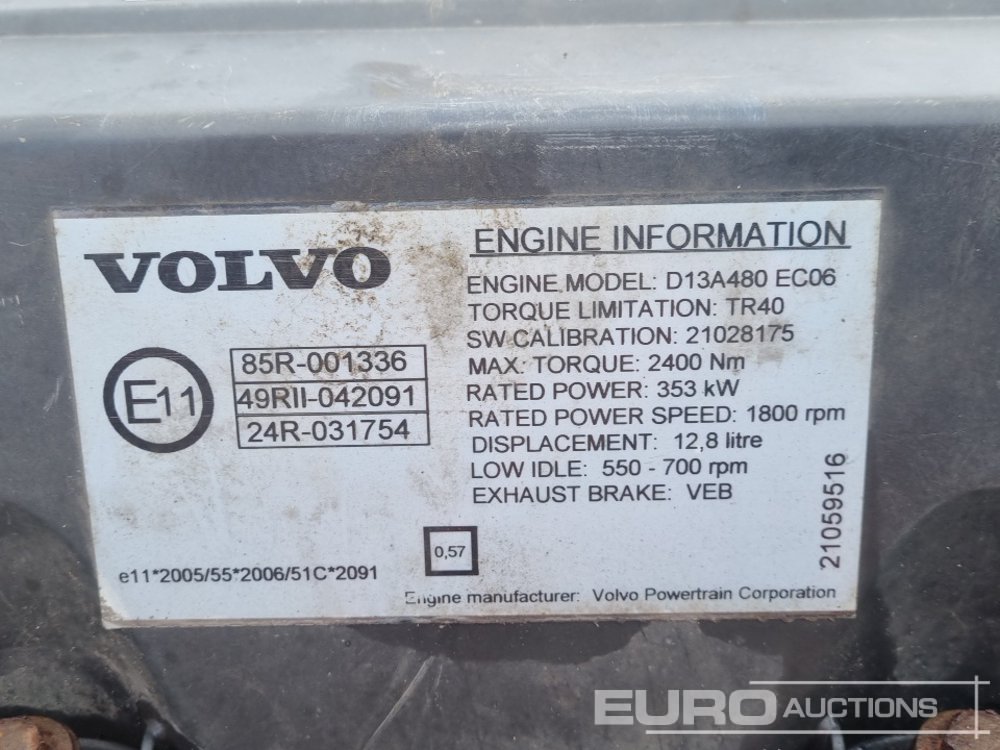 VOLVO
E11
85R-001336
49RII-042091
24R-031754
e11*2005/55*2006/51C*2091
0,57
ENGINE INFORMATION
ENGINE MODEL: D13A480 EC06
TORQUE LIMITATION: TR40
SW CALIBRATION: 21028175
MAX. TORQUE: 2400 Nm
RATED POWER: 353 kW
RATED POWER SPEED: 1800 rpm
DISPLACEMENT: 12,8 litre
LOW IDLE: 550 - 700 rpm
EXHAUST BRAKE: VEB
21059516
Engine manufacturer: Volvo Powertrain Corporation
EURO AUCTIONS